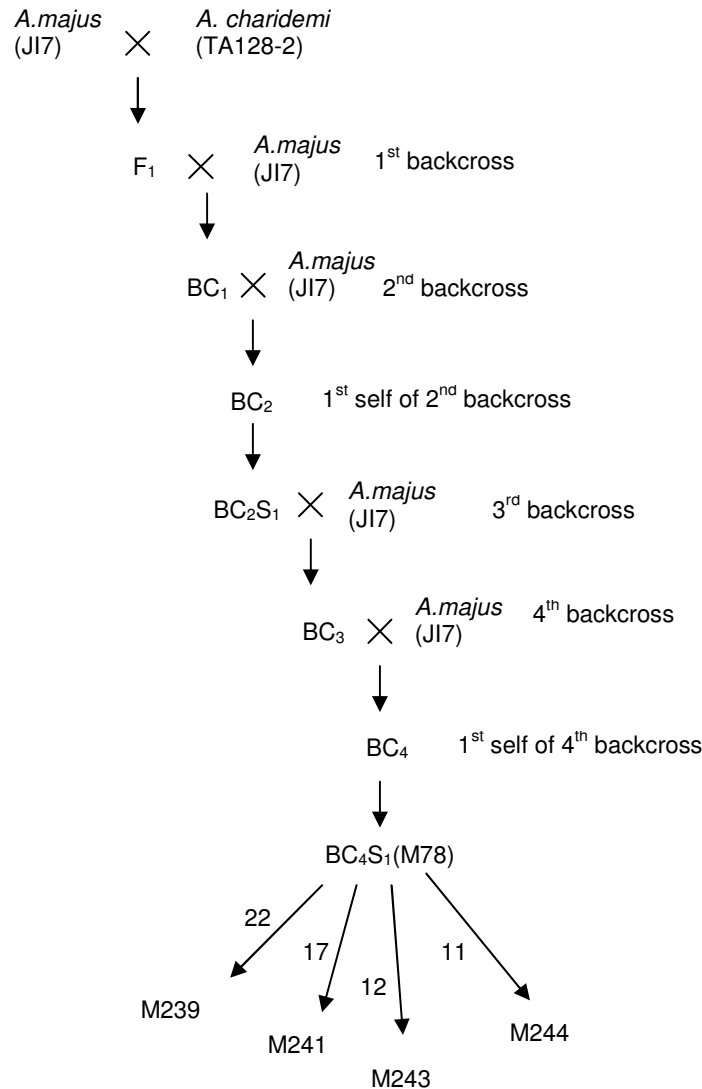 A.majus
(JI7)
A. charidemi
(TA128-2)
F₁
A.majus
(JI7)
1ˢᵗ backcross
BC₁
A.majus
(JI7)
2ⁿᵈ backcross
BC₂
1ˢᵗ self of 2ⁿᵈ backcross
BC₂S₁
A.majus
(JI7)
3ʳᵈ backcross
BC₃
A.majus
(JI7)
4ᵗʰ backcross
BC₄
1ˢᵗ self of 4ᵗʰ backcross
BC₄S₁(M78)
22
17
12
11
M239
M241
M243
M244